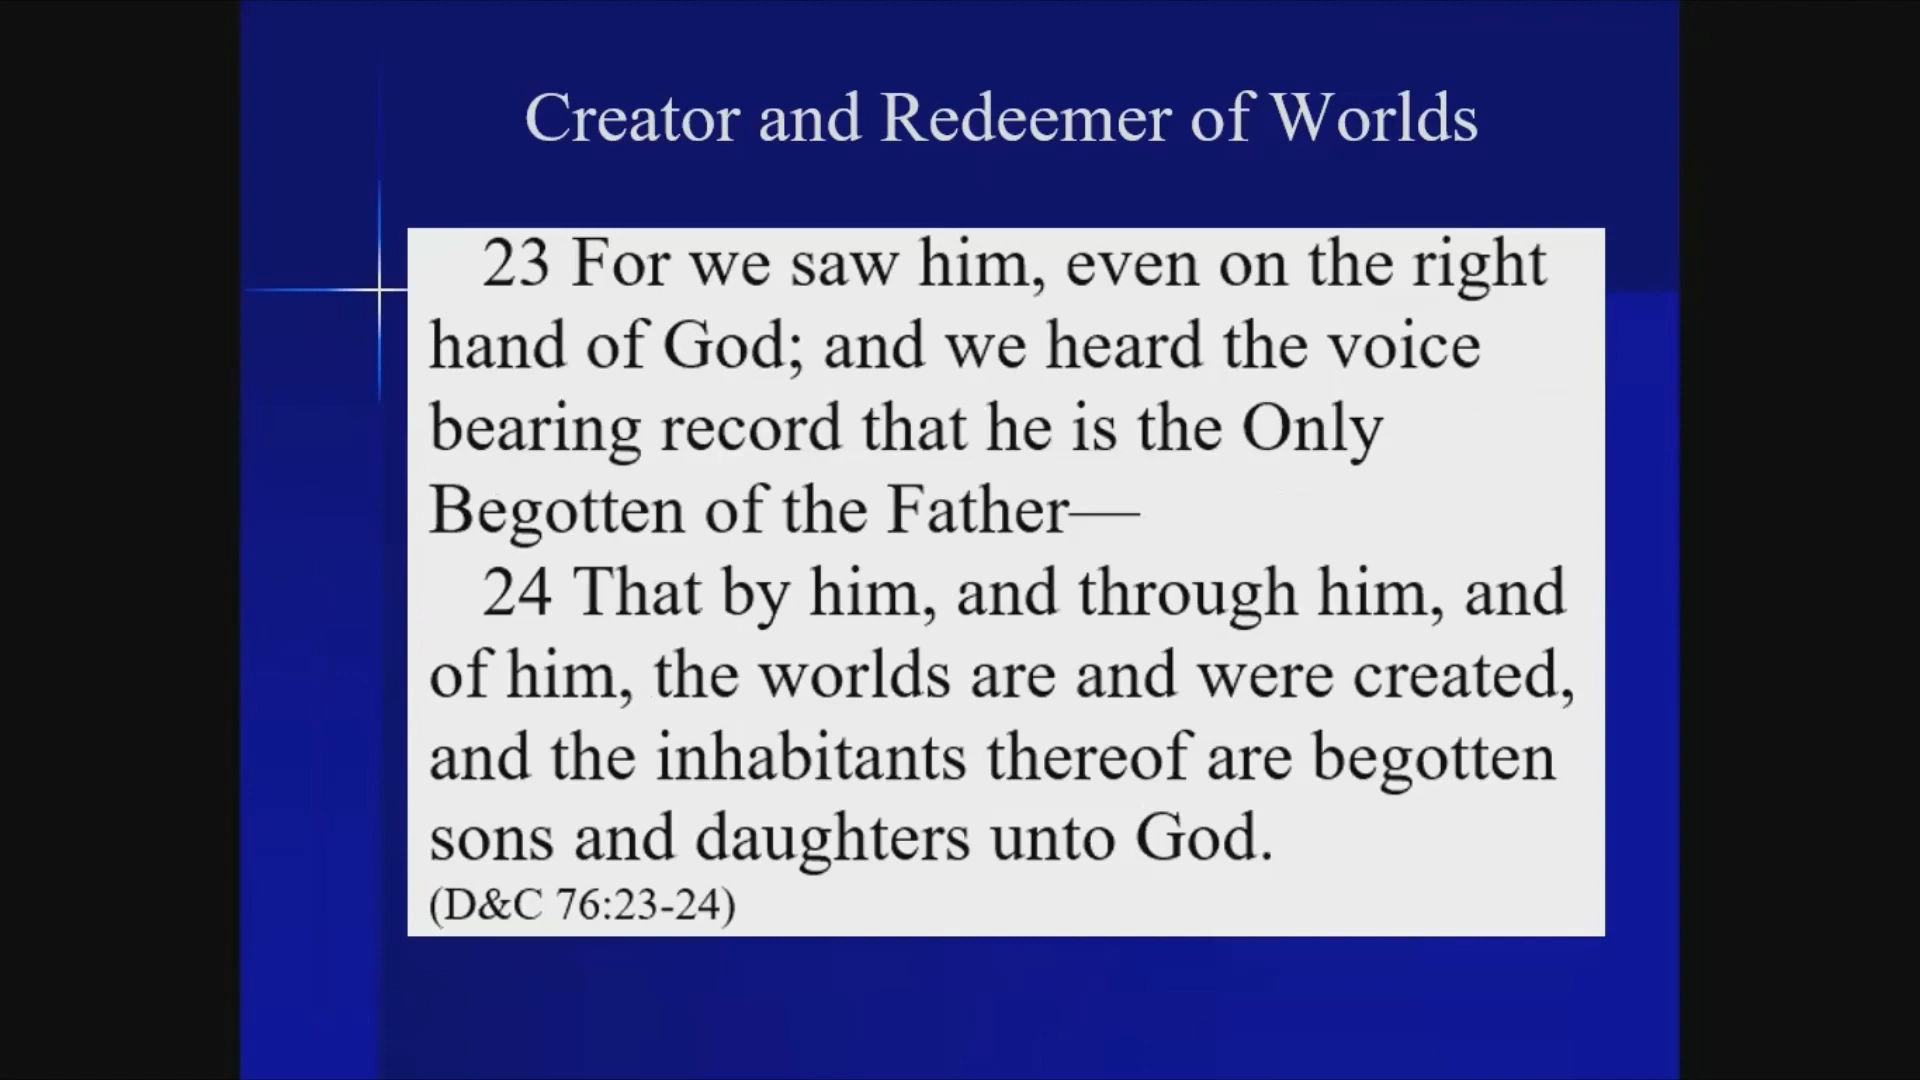 Creator and Redeemer of Worlds
23 For we saw him, even on the right
hand of God; and we heard the voice
bearing record that he is the Only
Begotten of the Father—
24 That by him, and through him, and
of him, the worlds are and were created,
and the inhabitants thereof are begotten
sons and daughters unto God.
(D&C 76:23-24)